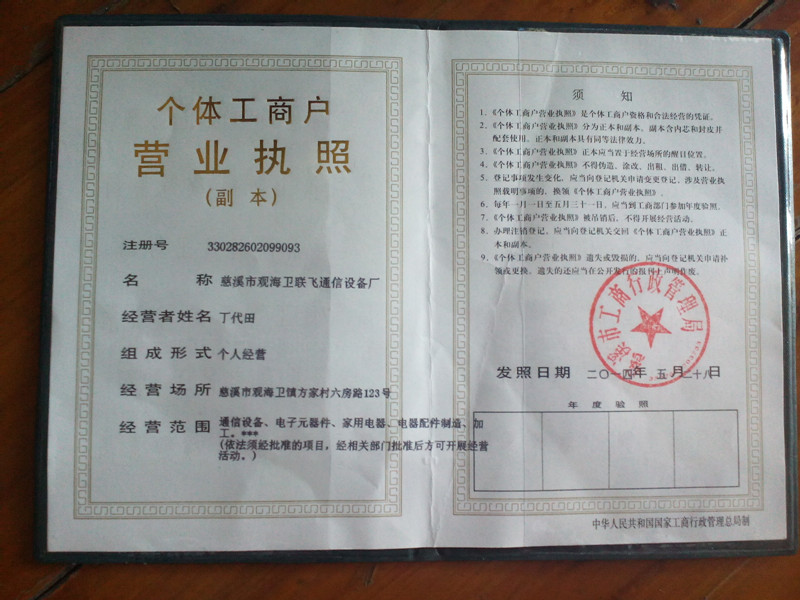 个体工商户
营业执照
(副 本)
注册号 330282602099093
名 称 慈溪市观海卫联飞通信设备厂
经营者姓名 丁代田
组成形式 个人经营
经营场所 慈溪市观海卫镇方家村六房路123号
经营范围 通信设备、电子元器件、家用电器、电器配件制造、加
工。***
(依法须经批准的项目，经相关部门批准后方可开展经营
活动。)
须 知
1、《个体工商户营业执照》是个体工商户资格和合法经营的凭证。
2、《个体工商户营业执照》分为正本和副本。副本含内芯和封皮并
配套使用。正本和副本具有同等法律效力。
3、《个体工商户营业执照》正本应当置于经营场所的醒目位置。
4、《个体工商户营业执照》不得伪造、涂改、出租、出借、转让。
5、登记事项发生变化，应当向登记机关申请变更登记，涉及营业执
照载明事项的，换领《个体工商户营业执照》。
6、每年一月一日至五月三十一日，应当到工商部门参加年度验照。
7、《个体工商户营业执照》被吊销后，不得开展经营活动。
8、办理注销登记，应当向登记机关交回《个体工商户营业执照》正
本和副本。
9、《个体工商户营业执照》遗失或毁损的，应当向登记机关申请补
领或更换。遗失的还应当在公开发行的报刊上声明作废。
慈溪市工商行政管理局
发照日期 二〇一四年 五 月 二十八 日
年 度 验 照
中华人民共和国国家工商行政管理总局制